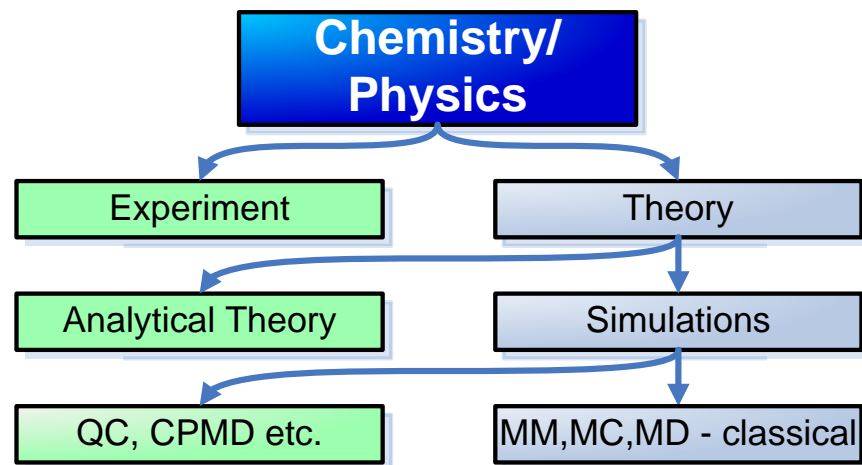 Chemistry/
Physics
Experiment
Theory
Analytical Theory
Simulations
QC, CPMD etc.
MM,MC,MD - classical